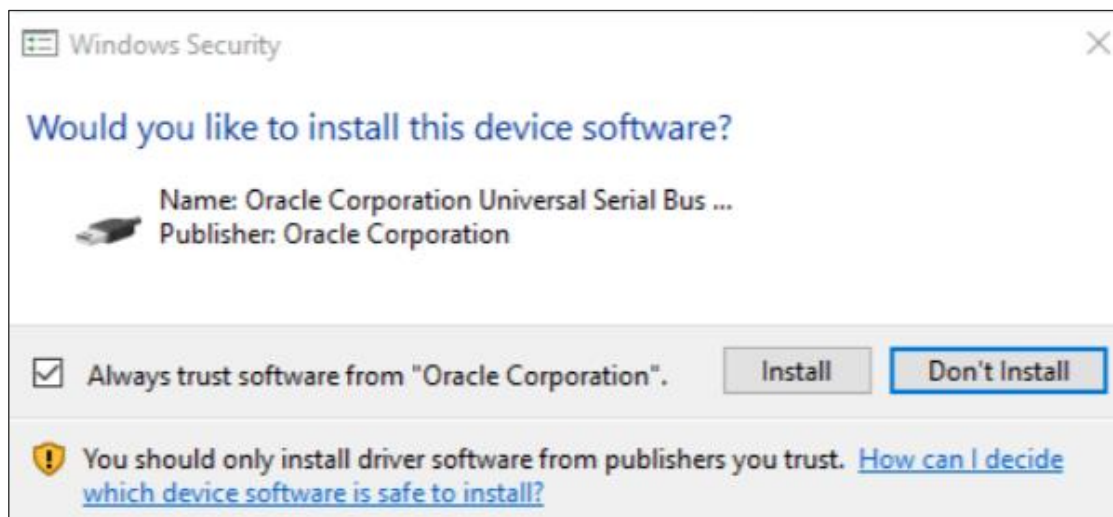 Windows Security
Would you like to install this device software?
Name: Oracle Corporation Universal Serial Bus ...
Publisher: Oracle Corporation
Always trust software from "Oracle Corporation".
Install
Don't Install
You should only install driver software from publishers you trust. How can I decide
which device software is safe to install?